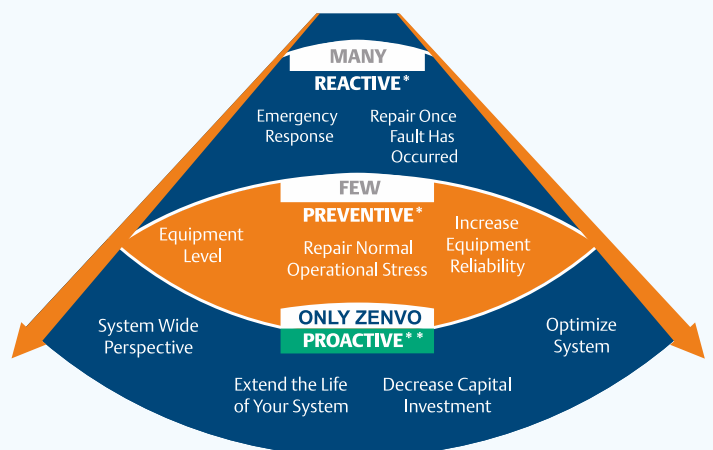 MANY
REACTIVE*
Emergency
Response
Repair Once
Fault Has
Occurred
FEW
PREVENTIVE*
Equipment
Level
Repair Normal
Operational Stress
Increase
Equipment
Reliability
ONLY ZENVO
PROACTIVE**
System Wide
Perspective
Extend the Life
of Your System
Decrease Capital
Investment
Optimize
System